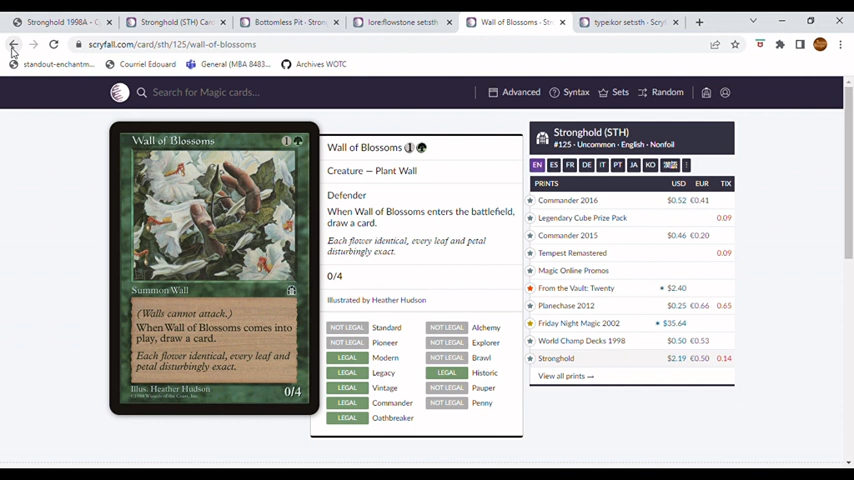 Stronghold 1998A - G
Stronghold (STH) Card
Bottomless Pit · Stron
lore:flowstone set:sth
Wall of Blossoms · Str
type:kor set:sth · Scryf
scryfall.com/card/sth/125/wall-of-blossoms
standout-enchantm...
Courriel Edouard
General (MBA 8483...
Archives WOTC
Search for Magic cards...
Advanced
Syntax
Sets
Random
Wall of Blossoms 1
Summon Wall
(Walls cannot attack.)
When Wall of Blossoms comes into
play, draw a card.
Each flower identical, every leaf and
petal disturbingly exact.
Illus. Heather Hudson
0/4
Wall of Blossoms 1
Creature — Plant Wall
Defender
When Wall of Blossoms enters the battlefield,
draw a card.
Each flower identical, every leaf and petal
disturbingly exact.
0/4
Illustrated by Heather Hudson
NOT LEGAL Standard NOT LEGAL Alchemy
NOT LEGAL Pioneer NOT LEGAL Explorer
LEGAL Modern NOT LEGAL Brawl
LEGAL Legacy LEGAL Historic
LEGAL Vintage NOT LEGAL Pauper
LEGAL Commander NOT LEGAL Penny
LEGAL Oathbreaker
Stronghold (STH)
#125 · Uncommon · English · Nonfoil
EN ES FR DE IT PT JA KO
PRINTS USD EUR TIX
Commander 2016 $0.52 €0.41
Legendary Cube Prize Pack 0.09
Commander 2015 $0.46 €0.20
Tempest Remastered 0.09
Magic Online Promos
From the Vault: Twenty $2.40
Planechase 2012 $0.25 €0.66 0.65
Friday Night Magic 2002 $35.64
World Champ Decks 1998 $0.50 €0.53
Stronghold $2.19 €0.50 0.14
View all prints →